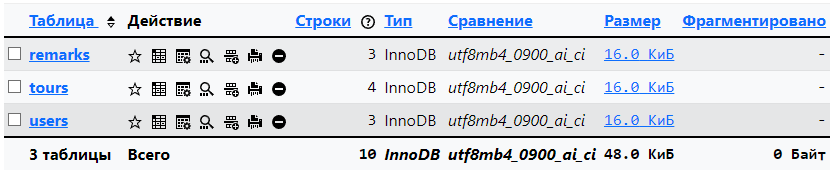 Таблица Действие Строки Тип Сравнение Размер Фрагментировано
remarks 3 InnoDB utf8mb4_0900_ai_ci 16.0 КиБ -
tours 4 InnoDB utf8mb4_0900_ai_ci 16.0 КиБ -
users 3 InnoDB utf8mb4_0900_ai_ci 16.0 КиБ -
3 таблицы Всего 10 InnoDB utf8mb4_0900_ai_ci 48.0 КиБ 0 Байт